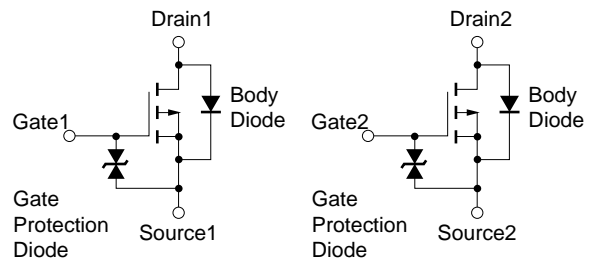 Drain1
Drain2
Body
Diode
Body
Diode
Gate1
Gate2
Gate
Protection
Diode
Source1
Gate
Protection
Diode
Source2